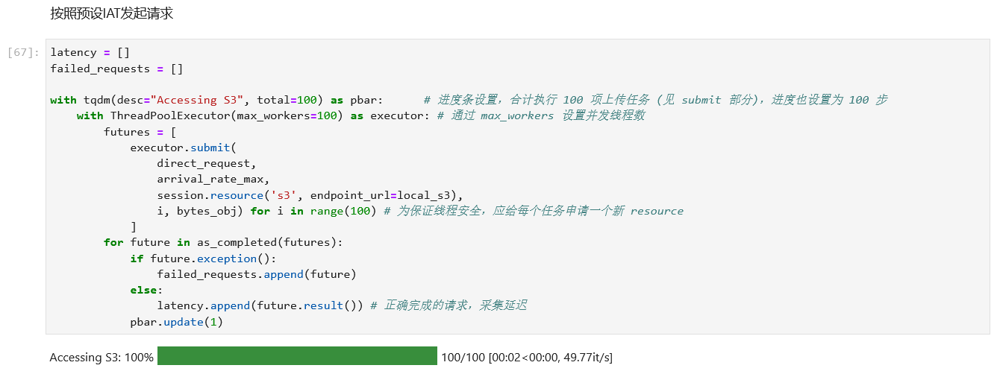 按照预设IAT发起请求
[67]:
latency = []
failed_requests = []
with tqdm(desc="Accessing S3", total=100) as pbar:      # 进度条设置，合计执行 100 项上传任务 (见 submit 部分)，进度也设置为 100 步
    with ThreadPoolExecutor(max_workers=100) as executor: # 通过 max_workers 设置并发线程数
        futures = [
            executor.submit(
                direct_request,
                arrival_rate_max,
                session.resource('s3', endpoint_url=local_s3),
                i, bytes_obj) for i in range(100) # 为保证线程安全，应给每个任务申请一个新 resource
            ]
        for future in as_completed(futures):
            if future.exception():
                failed_requests.append(future)
            else:
                latency.append(future.result()) # 正确完成的请求，采集延迟
            pbar.update(1)
Accessing S3: 100% 100/100 [00:02<00:00, 49.77it/s]